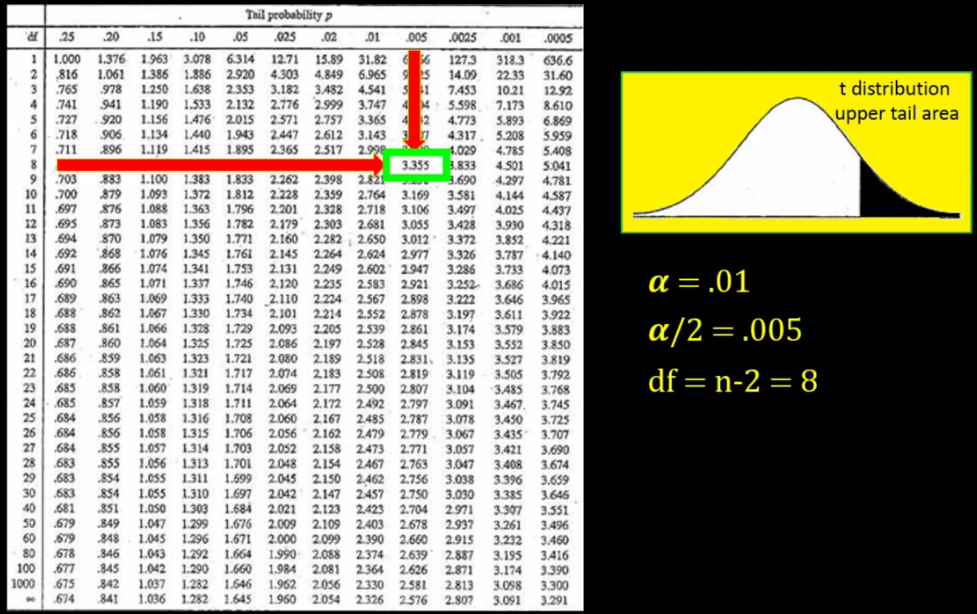 Tail probability p
df .25 .20 .15 .10 .05 .025 .02 .01 .005 .0025 .001 .0005
1 1.000 1.376 1.963 3.078 6.314 12.71 15.89 31.82 127.3 318.3 636.6
2 .816 1.061 1.386 1.886 2.920 4.303 4.849 6.965 14.09 22.33 31.60
3 .765 .978 1.250 1.638 2.353 3.182 3.482 4.541 7.453 10.21 12.92
4 .741 .941 1.190 1.533 2.132 2.776 2.999 3.747 5.598 7.173 8.610
5 .727 .920 1.156 1.476 2.015 2.571 2.757 3.365 4.773 5.893 6.869
6 .718 .906 1.134 1.440 1.943 2.447 2.612 3.143 4.317 5.208 5.959
7 .711 .896 1.119 1.415 1.895 2.365 2.517 2.998 4.029 4.785 5.408
8 3.355 3.833 4.501 5.041
9 .703 .883 1.100 1.383 1.833 2.262 2.398 2.821 3.690 4.297 4.781
10 .700 .879 1.093 1.372 1.812 2.228 2.359 2.764 3.169 3.581 4.144 4.587
11 .697 .876 1.088 1.363 1.796 2.201 2.328 2.718 3.106 3.497 4.025 4.437
12 .695 .873 1.083 1.356 1.782 2.179 2.303 2.681 3.055 3.428 3.930 4.318
13 .694 .870 1.079 1.350 1.771 2.160 2.282 2.650 3.012 3.372 3.852 4.221
14 .692 .868 1.076 1.345 1.761 2.145 2.264 2.624 2.977 3.326 3.787 4.140
15 .691 .866 1.074 1.341 1.753 2.131 2.249 2.602 2.947 3.286 3.733 4.073
16 .690 .865 1.071 1.337 1.746 2.120 2.235 2.583 2.921 3.252 3.686 4.015
17 .689 .863 1.069 1.333 1.740 2.110 2.224 2.567 2.898 3.222 3.646 3.965
18 .688 .862 1.067 1.330 1.734 2.101 2.214 2.552 2.878 3.197 3.611 3.922
19 .688 .861 1.066 1.328 1.729 2.093 2.205 2.539 2.861 3.174 3.579 3.883
20 .687 .860 1.064 1.325 1.725 2.086 2.197 2.528 2.845 3.153 3.552 3.850
21 .686 .859 1.063 1.323 1.721 2.080 2.189 2.518 2.831 3.135 3.527 3.819
22 .686 .858 1.061 1.321 1.717 2.074 2.183 2.508 2.819 3.119 3.505 3.792
23 .685 .858 1.060 1.319 1.714 2.069 2.177 2.500 2.807 3.104 3.485 3.768
24 .685 .857 1.059 1.318 1.711 2.064 2.172 2.492 2.797 3.091 3.467 3.745
25 .684 .856 1.058 1.316 1.708 2.060 2.167 2.485 2.787 3.078 3.450 3.725
26 .684 .856 1.058 1.315 1.706 2.056 2.162 2.479 2.779 3.067 3.435 3.707
27 .684 .855 1.057 1.314 1.703 2.052 2.158 2.473 2.771 3.057 3.421 3.690
28 .683 .855 1.056 1.313 1.701 2.048 2.154 2.467 2.763 3.047 3.408 3.674
29 .683 .854 1.055 1.311 1.699 2.045 2.150 2.462 2.756 3.038 3.396 3.659
30 .683 .854 1.055 1.310 1.697 2.042 2.147 2.457 2.750 3.030 3.385 3.646
40 .681 .851 1.050 1.303 1.684 2.021 2.123 2.423 2.704 2.971 3.307 3.551
50 .679 .849 1.047 1.299 1.676 2.009 2.109 2.403 2.678 2.937 3.261 3.496
60 .679 .848 1.045 1.296 1.671 2.000 2.099 2.390 2.660 2.915 3.232 3.460
80 .678 .846 1.043 1.292 1.664 1.990 2.088 2.374 2.639 2.887 3.195 3.416
100 .677 .845 1.042 1.290 1.660 1.984 2.081 2.364 2.626 2.871 3.174 3.390
1000 .675 .842 1.037 1.282 1.646 1.962 2.056 2.330 2.581 2.813 3.098 3.300
∞ .674 .841 1.036 1.282 1.645 1.960 2.054 2.326 2.576 2.807 3.091 3.291
t distribution
upper tail area
α = .01
α/2 = .005
df = n-2 = 8